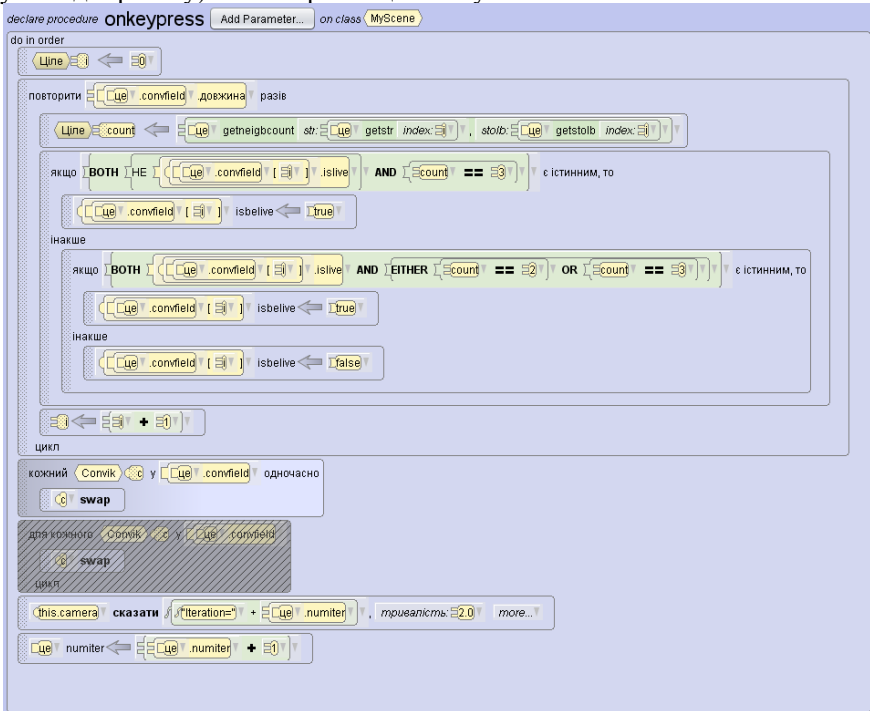 declare procedure onkeypress Add Parameter... on class MyScene
do in order
Ціле i 0
повторити це .convfield .довжина разів
Ціле count це getneigbcount str: це getstr index: i , stolb: це getstolb index: i
якщо BOTH НЕ це .convfield [ i ] .islive AND count == 3 є істинним, то
це .convfield [ i ] isbelive true
інакше
якщо BOTH це .convfield [ i ] .islive AND EITHER count == 2 OR count == 3 є істинним, то
це .convfield [ i ] isbelive true
інакше
це .convfield [ i ] isbelive false
i i + 1
цикл
кожний Convik c у це .convfield одночасно
c swap
для кожного Convik c у це .convfield
c swap
цикл
this.camera сказати "Iteration=" + це .numiter , тривалість: 2.0 more...
це numiter це .numiter + 1